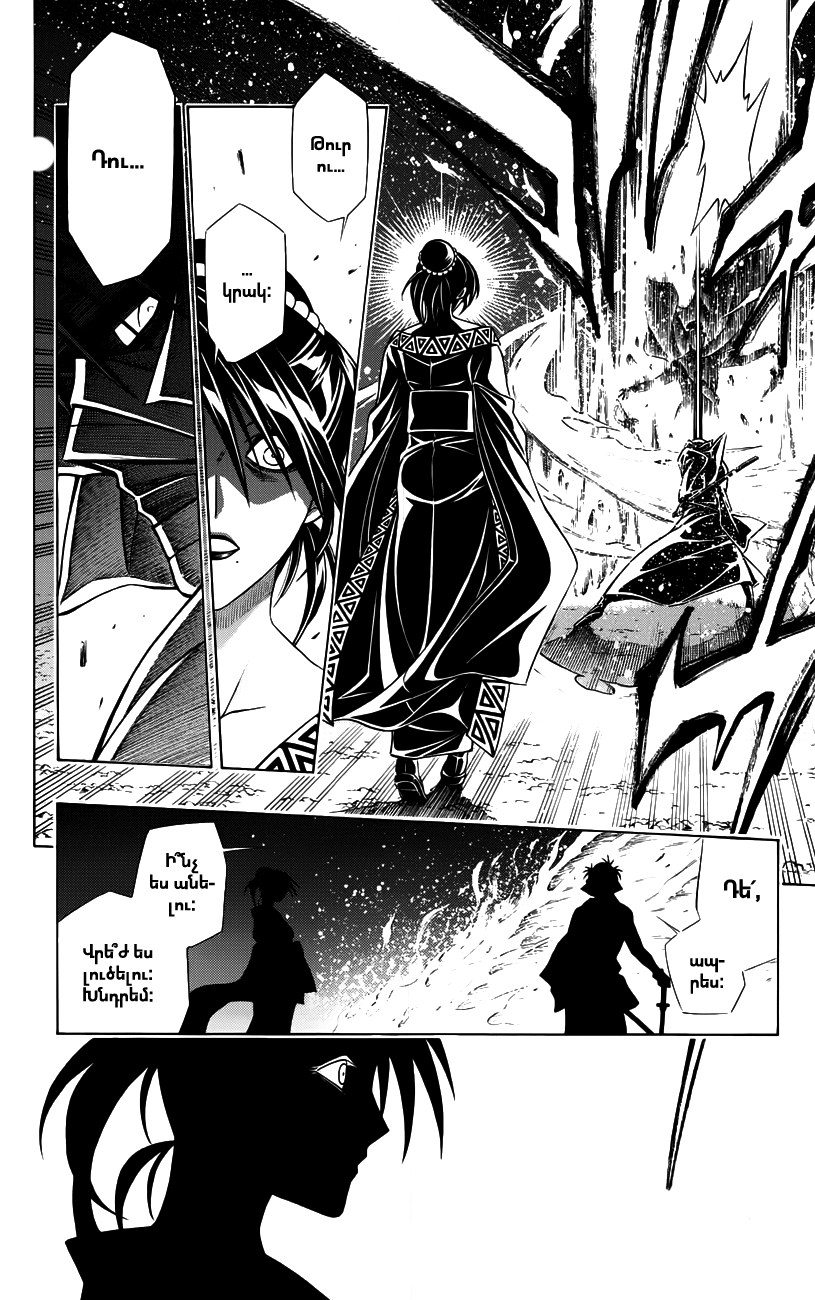 Դու...
Թուր
ու...
...
կրակ:
Ի՞նչ
ես անե-
լու:
Վրե՞ժ ես
լուծելու:
Խնդրեմ:
Դե՛,
ապ-
րես: